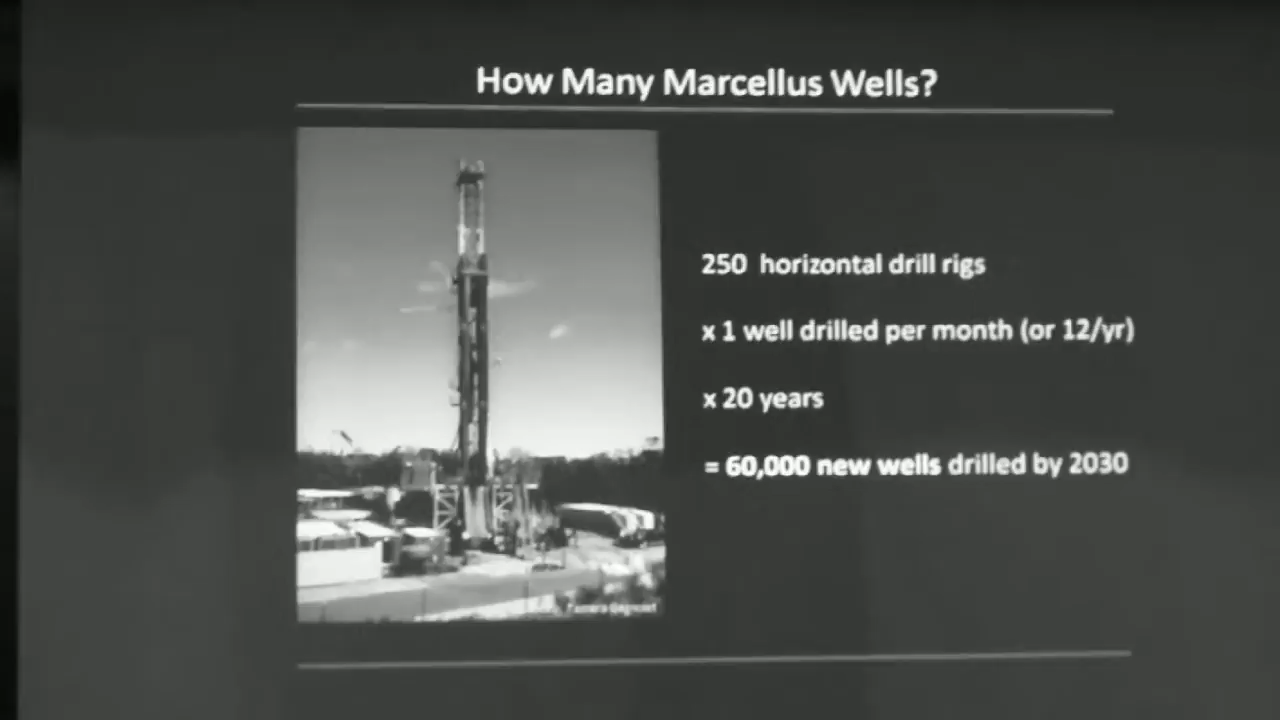 How Many Marcellus Wells?
250 horizontal drill rigs
x 1 well drilled per month (or 12/yr)
x 20 years
= 60,000 new wells drilled by 2030